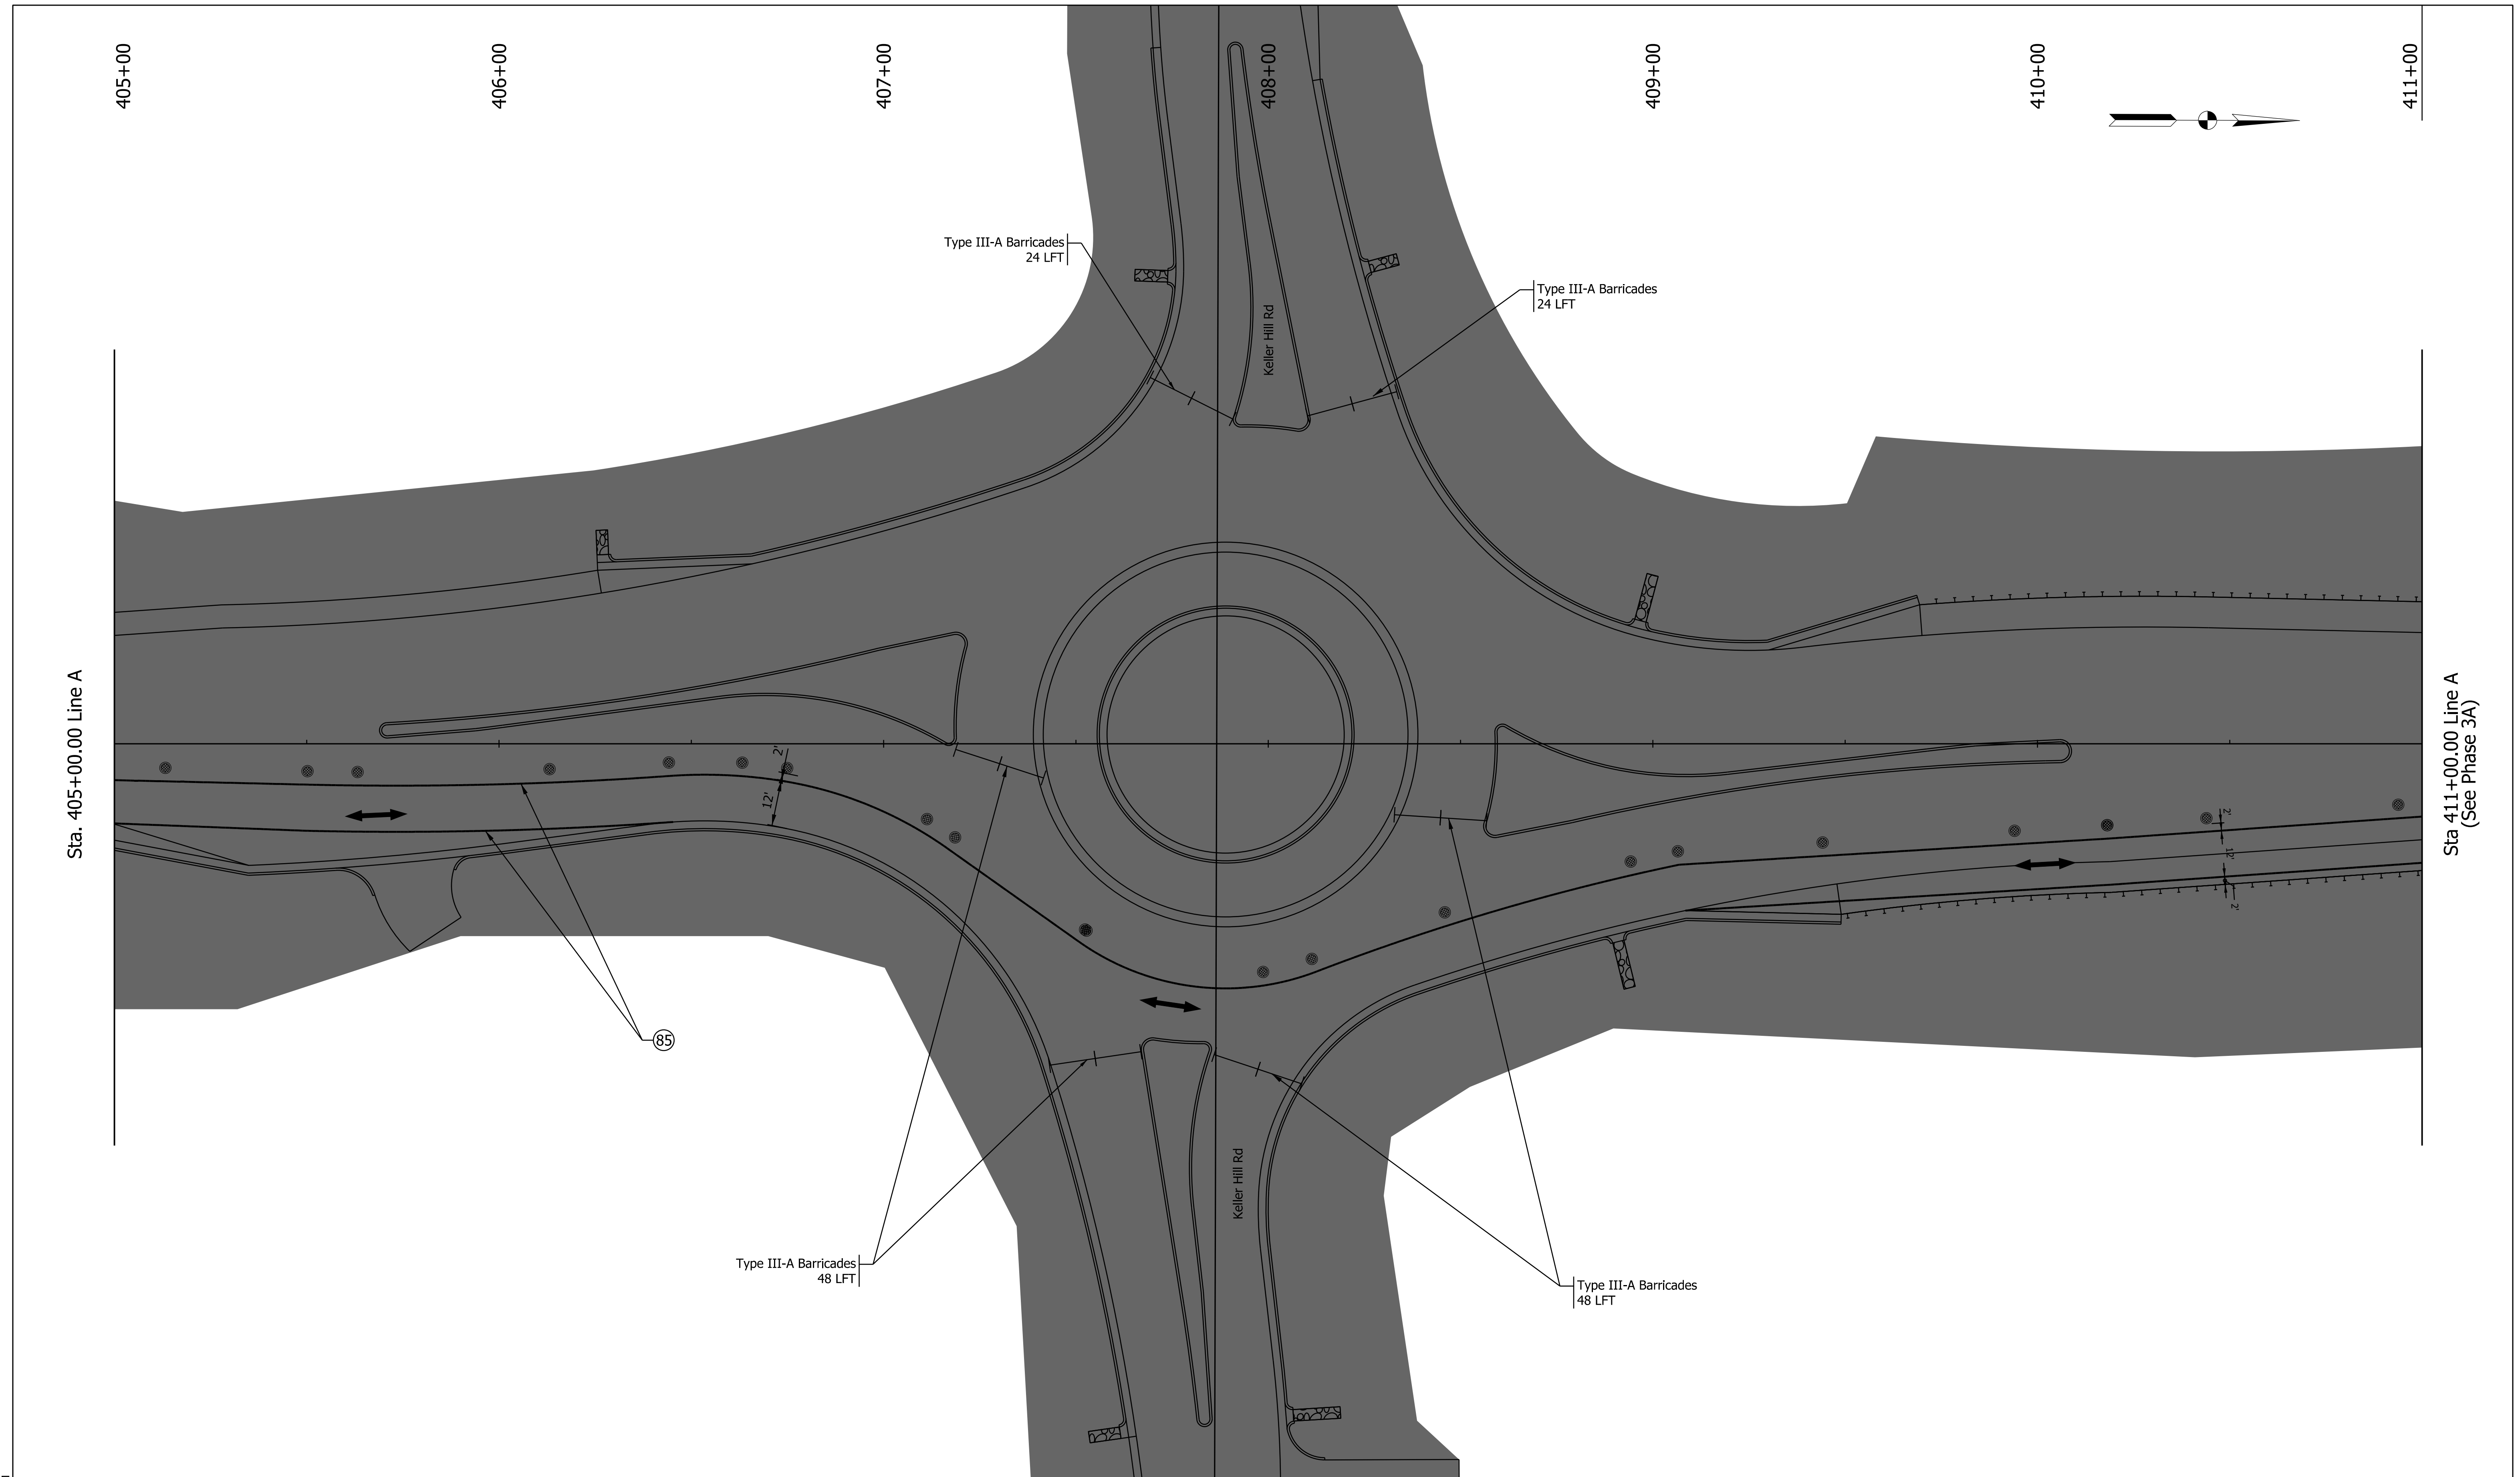 405+00
406+00
407+00
408+00
409+00
410+00
411+00
Type III-A Barricades
24 LFT
Type III-A Barricades
24 LFT
Keller Hill Rd
Sta. 405+00.00 Line A
Sta 411+00.00 Line A
(See Phase 3A)
2'
12'
2'
12'
2'
85
Keller Hill Rd
Type III-A Barricades
48 LFT
Type III-A Barricades
48 LFT